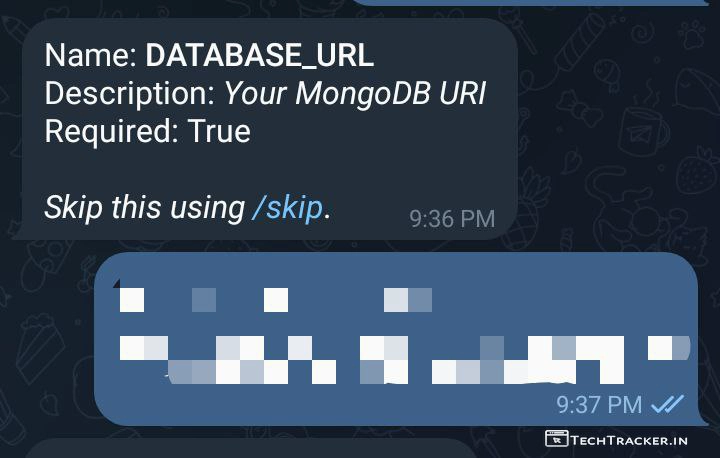 Name: DATABASE_URL
Description: Your MongoDB URI
Required: True
Skip this using /skip.
9:36 PM
9:37 PM
TECHTRACKER.IN